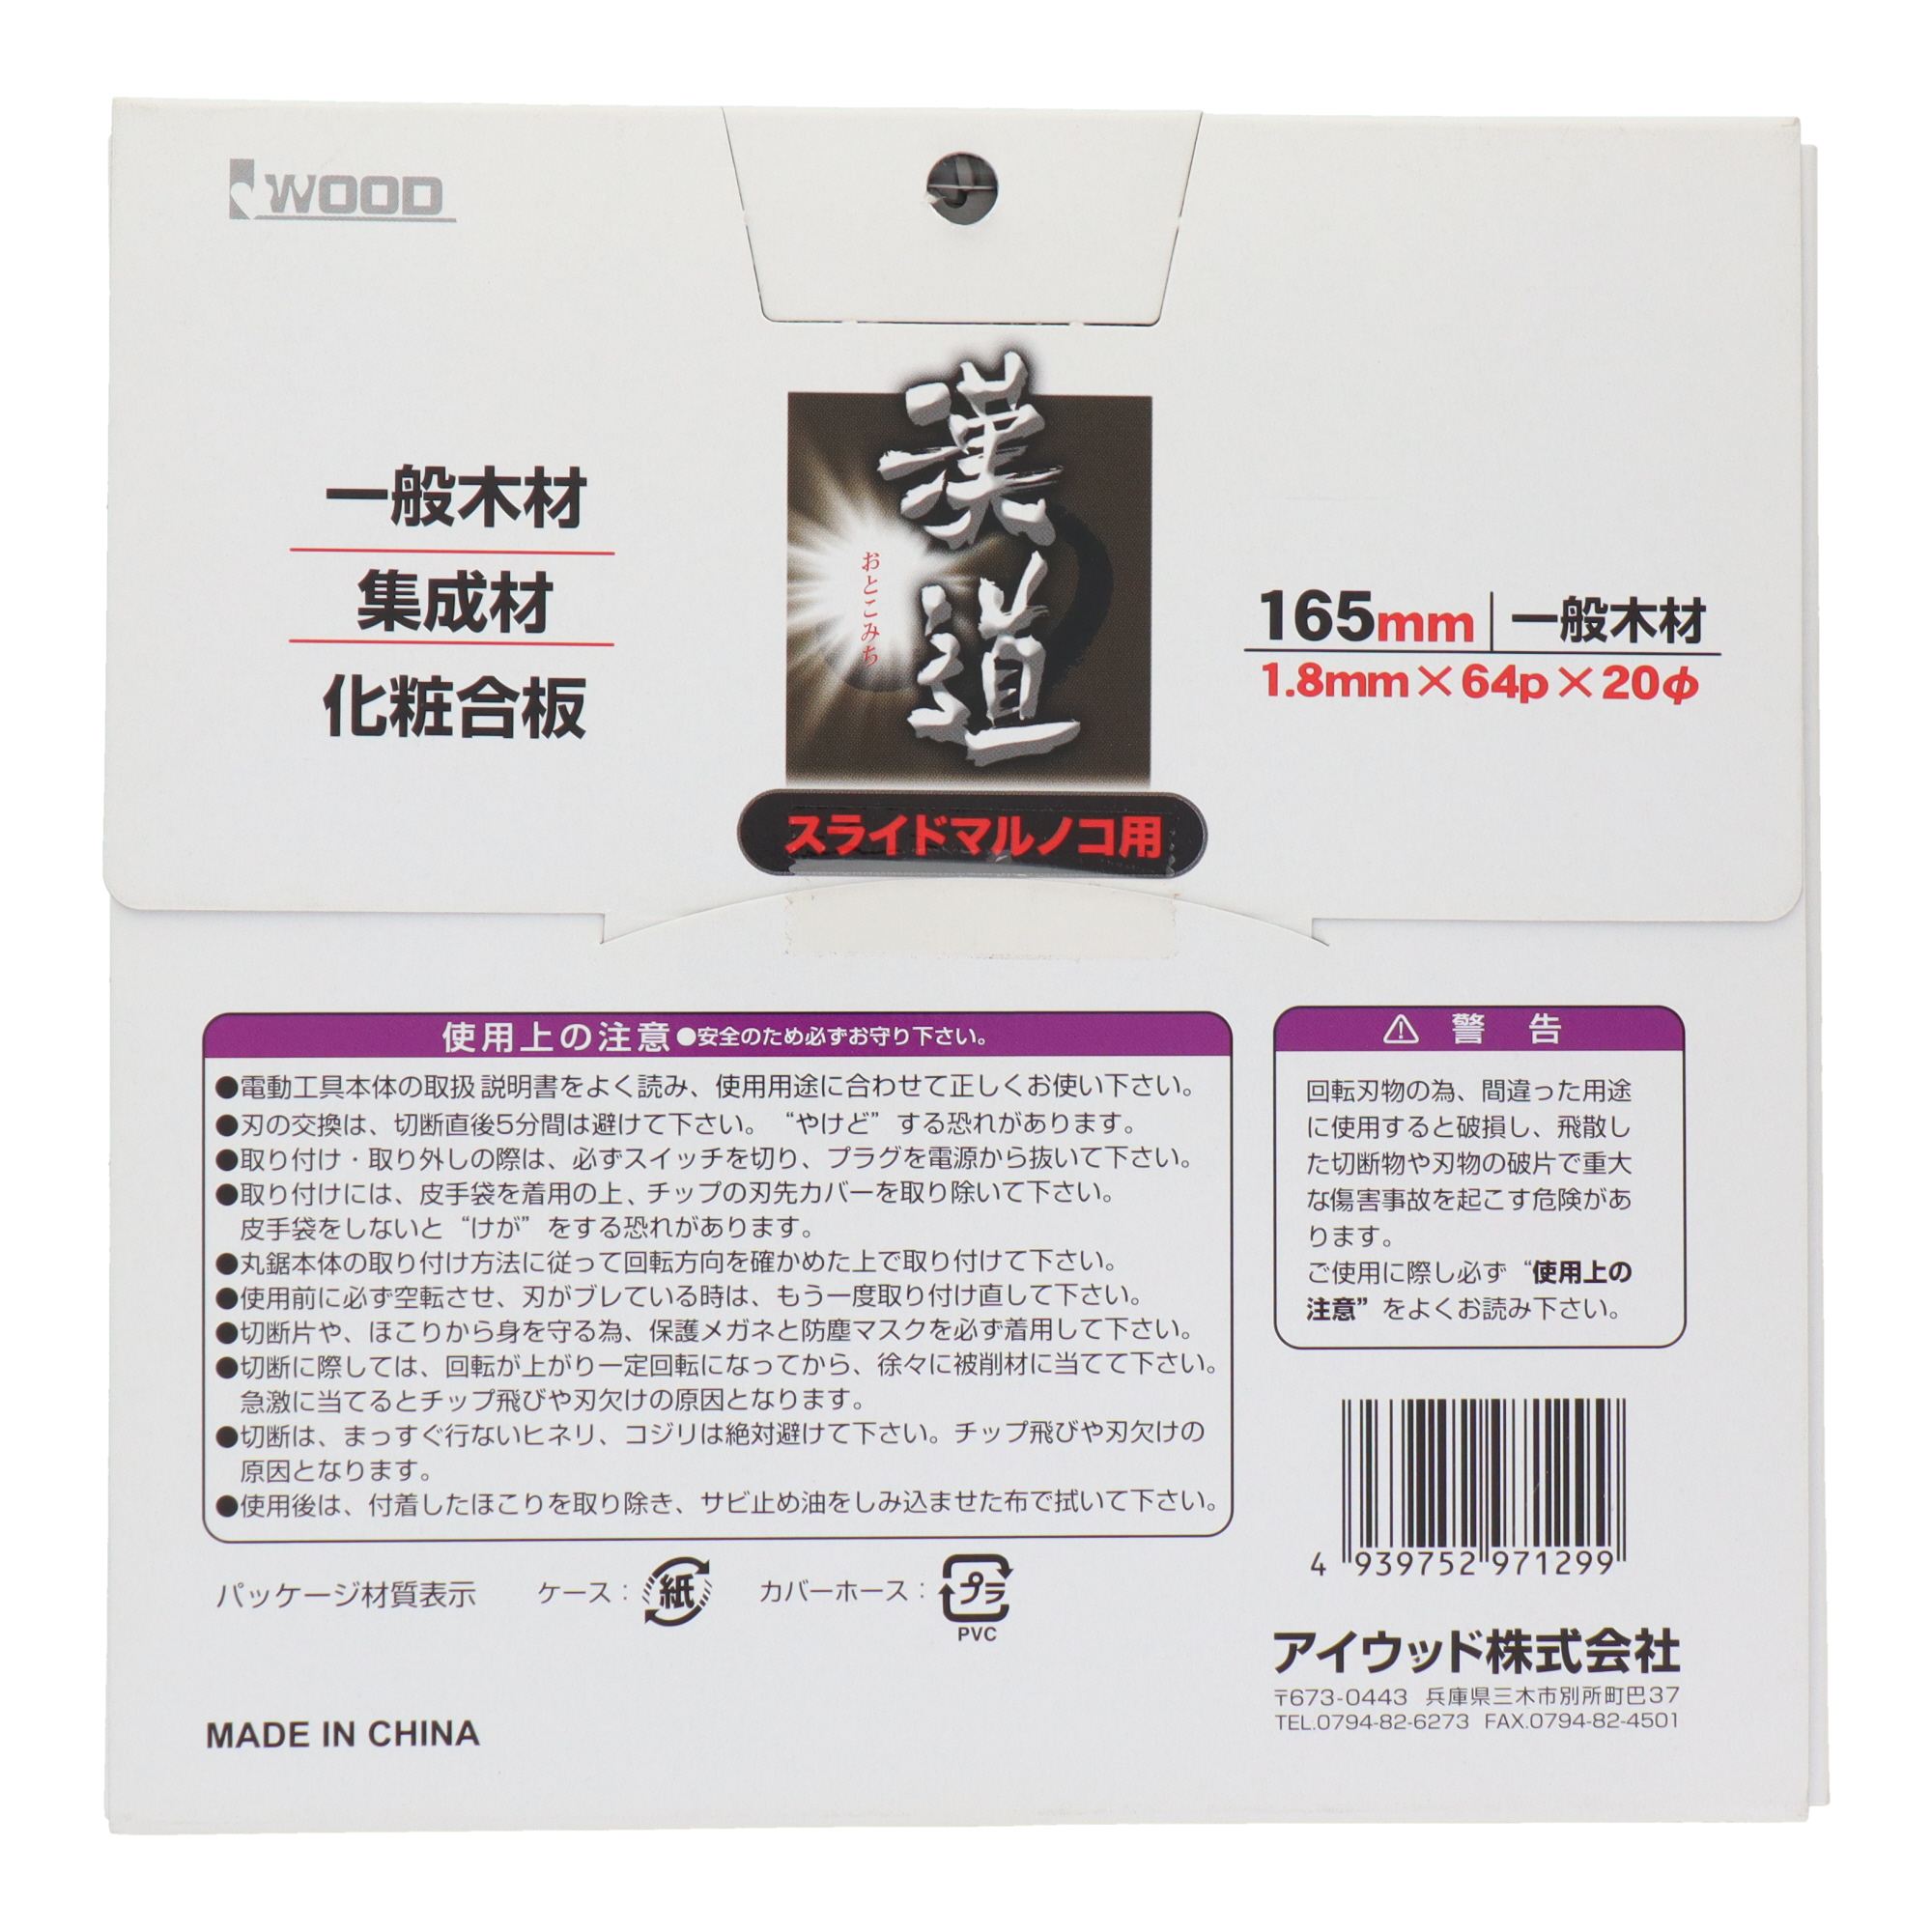 WOOD
一般木材
集成材
化粧合板
漢道
おとこみち
スライドマルノコ用
165mm 一般木材
1.8mm×64p×20φ
使用上の注意●安全のため必ずお守り下さい。
●電動工具本体の取扱説明書をよく読み、使用用途に合わせて正しくお使い下さい。
●刃の交換は、切断直後5分間は避けて下さい。 “やけど” する恐れがあります。
●取り付け・取り外しの際は、必ずスイッチを切り、プラグを電源から抜いて下さい。
●取り付けには、皮手袋を着用の上、チップの刃先カバーを取り除いて下さい。
皮手袋をしないと “けが” をする恐れがあります。
●丸鋸本体の取り付け方法に従って回転方向を確かめた上で取り付けて下さい。
●使用前に必ず空転させ、刃がブレている時は、もう一度取り付け直して下さい。
●切断片や、ほこりから身を守る為、保護メガネと防塵マスクを必ず着用して下さい。
●切断に際しては、回転が上がり一定回転になってから、徐々に被削材に当てて下さい。
急激に当てるとチップ飛びや刃欠けの原因となります。
●切断は、まっすぐ行ないヒネリ、コジリは絶対避けて下さい。チップ飛びや刃欠けの
原因となります。
●使用後は、付着したほこりを取り除き、サビ止め油をしみ込ませた布で拭いて下さい。
⚠ 警告
回転刃物の為、間違った用途
に使用すると破損し、飛散し
た切断物や刃物の破片で重大
な傷害事故を起こす危険があ
ります。
ご使用に際し必ず “使用上の
注意” をよくお読み下さい。
パッケージ材質表示 ケース：紙 カバーホース：プラ
PVC
4 939752 971299
アイウッド株式会社
〒673-0443 兵庫県三木市別所町巴37
TEL.0794-82-6273 FAX.0794-82-4501
MADE IN CHINA